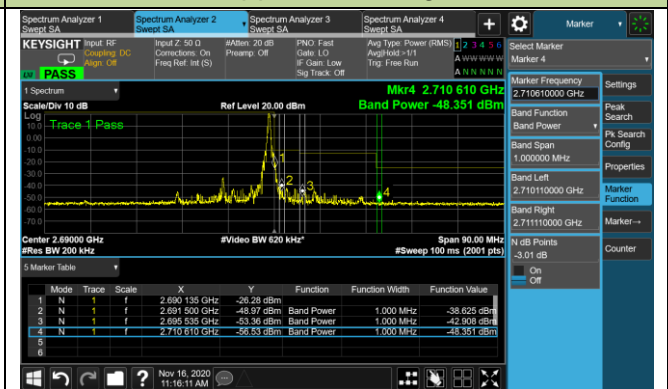 Spectrum Analyzer 1
Swept SA
Spectrum Analyzer 2
Swept SA
Spectrum Analyzer 3
Swept SA
Spectrum Analyzer 4
Swept SA
Marker
KEYSIGHT
Input: RF
Coupling: DC
Align: Off
Input Z: 50 Ω
Corrections: On
Freq Ref: Int (S)
#Atten: 20 dB
Preamp: Off
PNO: Fast
Gate: LO
IF Gain: Low
Sig Track: Off
Avg Type: Power (RMS)
Avg|Hold:>1/1
Trig: Free Run
1 2 3 4 5 6
A W W W W W
A N N N N N
PASS
Select Marker
Marker 4
Marker Frequency
2.710610000 GHz
Band Function
Band Power
Band Span
1.000000 MHz
Band Left
2.710110000 GHz
Band Right
2.711110000 GHz
N dB Points
-3.01 dB
On
Off
Settings
Peak
Search
Pk Search
Config
Properties
Marker
Function
Marker→
Counter
1 Spectrum
Scale/Div 10 dB
Ref Level 20.00 dBm
Mkr4 2.710 610 GHz
Band Power -48.351 dBm
Log
Trace 1 Pass
10.0
0.00
-10.0
-20.0
-30.0
-40.0
-50.0
-60.0
-70.0
1
2
3
4
Center 2.69000 GHz
#Res BW 200 kHz
#Video BW 620 kHz*
Span 90.00 MHz
#Sweep 100 ms (2001 pts)
5 Marker Table
Mode Trace Scale X Y Function Function Width Function Value
1 N 1 f 2.690 135 GHz -26.28 dBm
2 N 1 f 2.691 500 GHz -48.97 dBm Band Power 1.000 MHz -38.625 dBm
3 N 1 f 2.695 535 GHz -53.36 dBm Band Power 1.000 MHz -42.908 dBm
4 N 1 f 2.710 610 GHz -56.53 dBm Band Power 1.000 MHz -48.351 dBm
5
6
Nov 16, 2020
11:16:11 AM